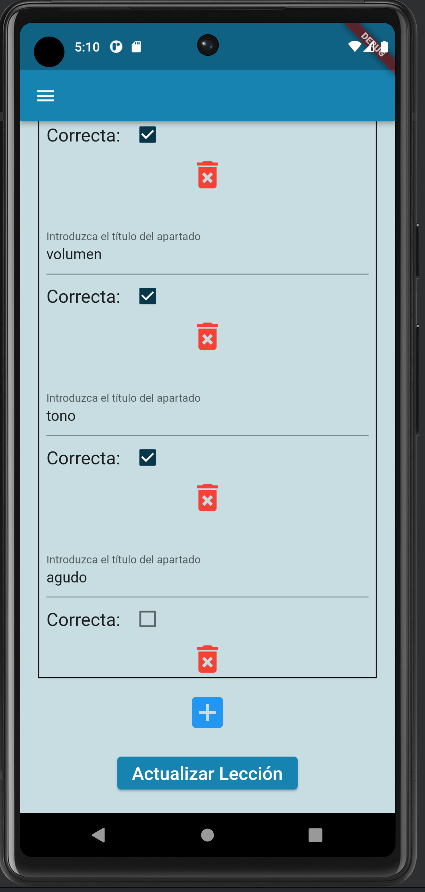 5:10
DEBUG
Correcta:
Introduzca el título del apartado
volumen
Correcta:
Introduzca el título del apartado
tono
Correcta:
Introduzca el título del apartado
agudo
Correcta:
Actualizar Lección